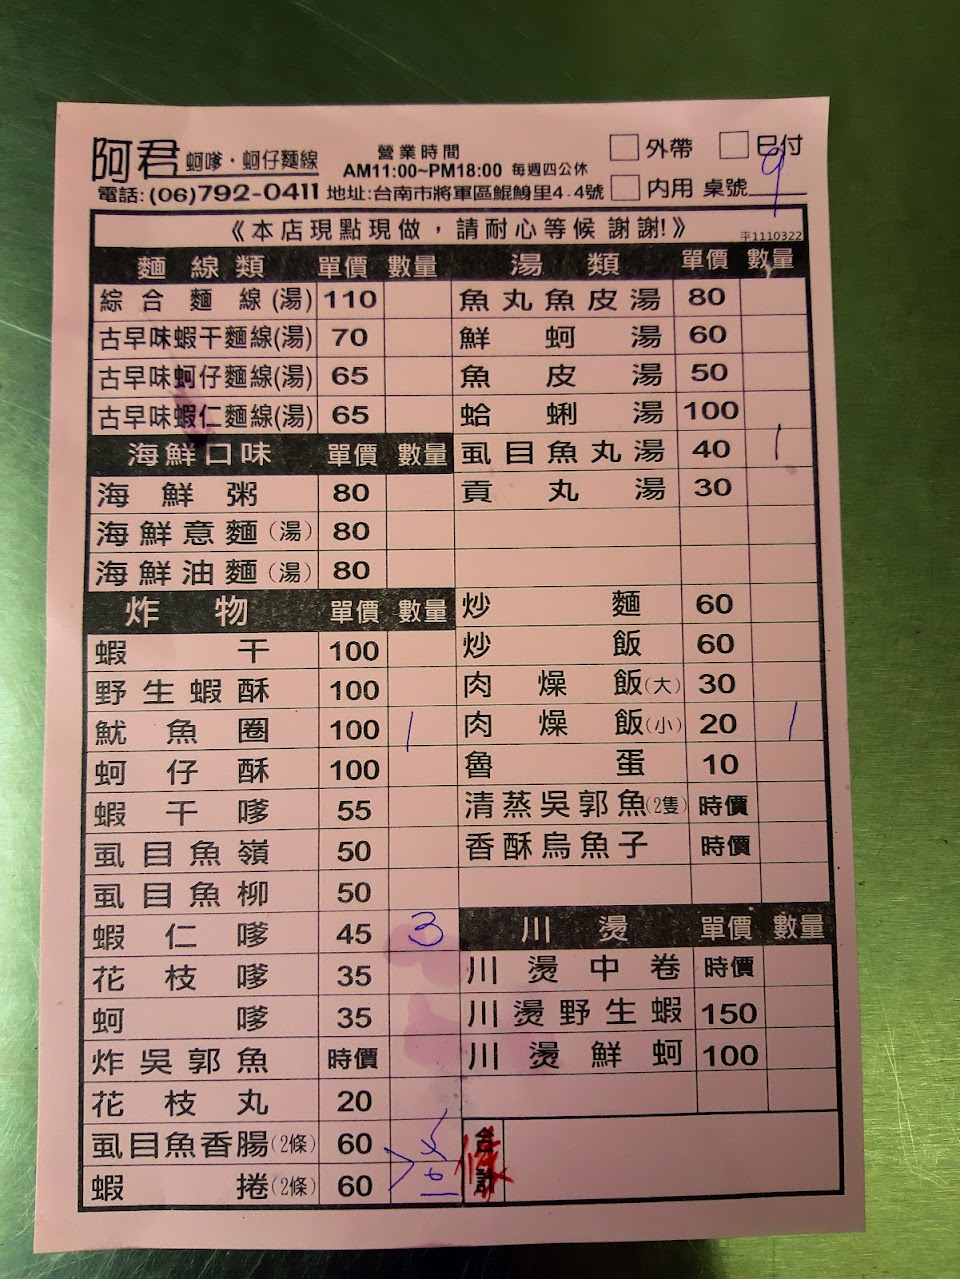 阿君 蚵嗲・蚵仔麵線 營業時間 AM11:00~PM18:00 每週四公休 外帶 已付
電話:(06)792-0411 地址:台南市將軍區鯤鯓里4-4號 內用 桌號 9
《本店現點現做，請耐心等候 謝謝!》 平1110322
麵線類 單價 數量 湯類 單價 數量
綜合麵線(湯) 110 魚丸魚皮湯 80
古早味蝦干麵線(湯) 70 鮮蚵湯 60
古早味蚵仔麵線(湯) 65 魚皮湯 50
古早味蝦仁麵線(湯) 65 蛤蜊湯 100
海鮮口味 單價 數量 虱目魚丸湯 40 1
海鮮粥 80 貢丸湯 30
海鮮意麵(湯) 80
海鮮油麵(湯) 80
炸物 單價 數量 炒麵 60
蝦干 100 炒飯 60
野生蝦酥 100 肉燥飯(大) 30
魷魚圈 100 1 肉燥飯(小) 20 1
蚵仔酥 100 魯蛋 10
蝦干嗲 55 清蒸吳郭魚(2隻) 時價
虱目魚嶺 50 香酥烏魚子 時價
虱目魚柳 50
蝦仁嗲 45 3 川燙 單價 數量
花枝嗲 35 川燙中卷 時價
蚵嗲 35 川燙野生蝦 150
炸吳郭魚 時價 川燙鮮蚵 100
花枝丸 20
虱目魚香腸(2條) 60 合計
蝦捲(2條) 60